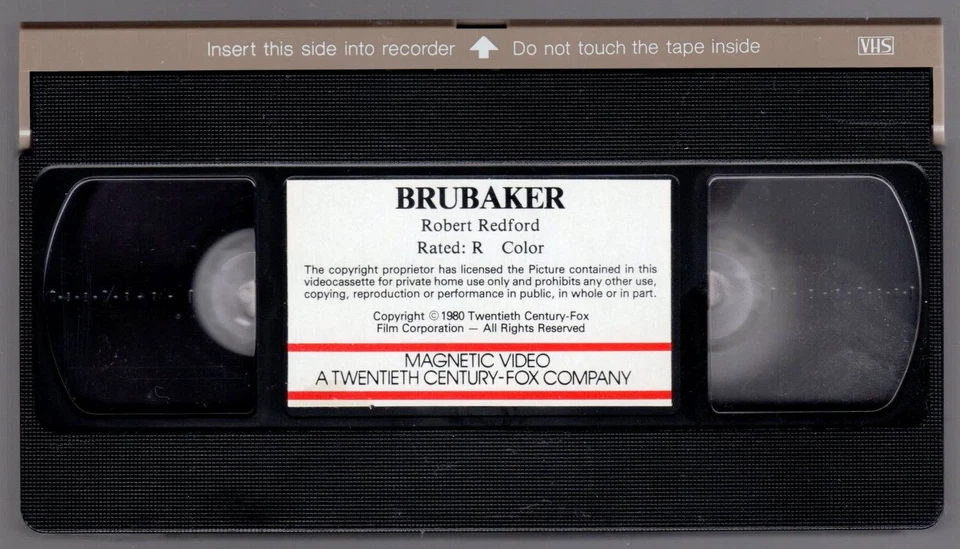 Insert this side into recorder Do not touch the tape inside VHS
BRUBAKER
Robert Redford
Rated: R Color
The copyright proprietor has licensed the Picture contained in this
videocassette for private home use only and prohibits any other use,
copying, reproduction or performance in public, in whole or in part.
Copyright ©1980 Twentieth Century-Fox
Film Corporation — All Rights Reserved
MAGNETIC VIDEO
A TWENTIETH CENTURY-FOX COMPANY